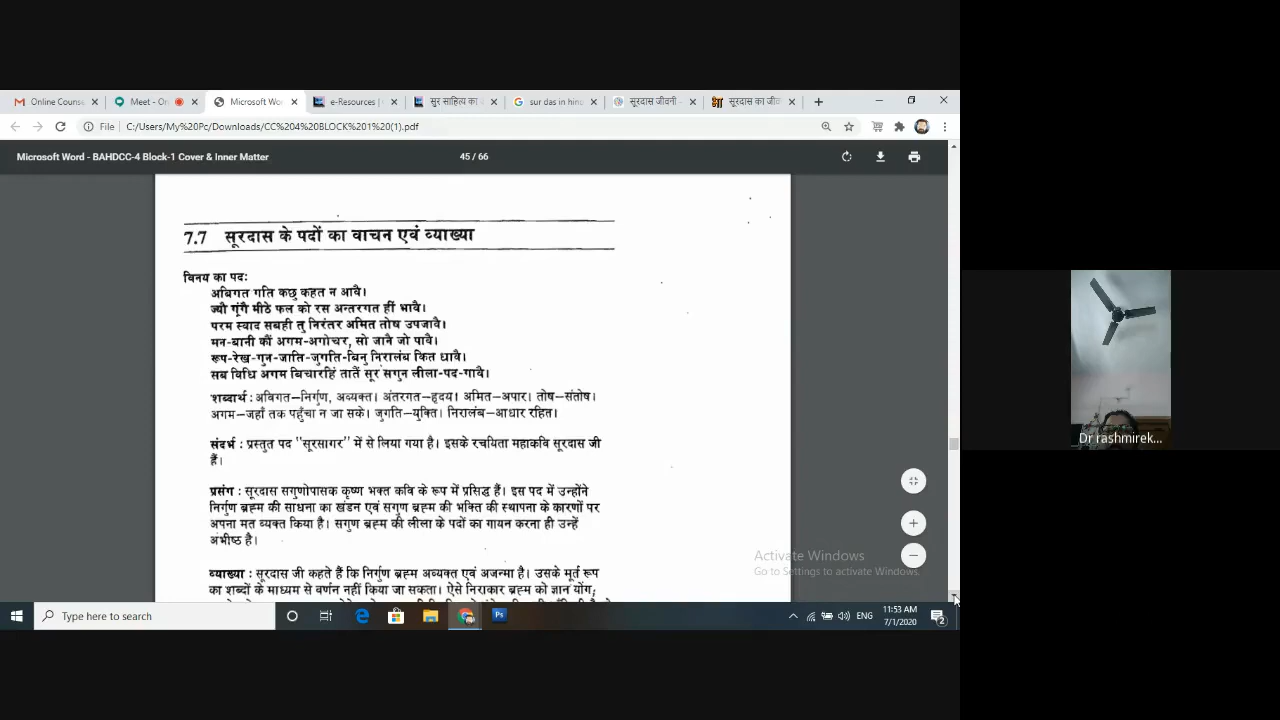 Online Couns
Meet - On
Microsoft Wo
e-Resources |
सुर साहित्य का
sur das in hind
सूरदास जीवनी -
सूरदास का जीव
File C:/Users/My%20Pc/Downloads/CC%204%20BLOCK%201%20(1).pdf
Microsoft Word - BAHDCC-4 Block-1 Cover & Inner Matter
45 / 66
7.7 सूरदास के पदों का वाचन एवं व्याख्या
विनय का पदः
अबिगत गति कछु कहत न आवै।
ज्यौ गूंगै मीठे फल को रस अन्तरगत हीं भावै।
परम स्वाद सबही तु निरंतर अमित तोष उपजावै।
मन-बानी कौं अगम-अगोचर, सो जानै जो पावै।
रूप-रेख-गुन-जाति-जुगति-बिनु निरालंब कित धावै।
सब विधि अगम बिचारहिं तातैं सूर सगुन लीला-पद-गावै।
शब्दार्थ : अविगत–निर्गुण, अव्यक्त। अंतरगत–हृदय। अमित–अपार। तोष–संतोष।
अगम–जहाँ तक पहुँचा न जा सके। जुगति–युक्ति। निरालंब–आधार रहित।
संदर्भ : प्रस्तुत पद "सूरसागर" में से लिया गया है। इसके रचयिता महाकवि सूरदास जी
हैं।
प्रसंग : सूरदास सगुणोपासक कृष्ण भक्त कवि के रूप में प्रसिद्ध हैं। इस पद में उन्होंने
निर्गुण ब्रह्म की साधना का खंडन एवं सगुण ब्रह्म की भक्ति की स्थापना के कारणों पर
अपना मत व्यक्त किया है। सगुण ब्रह्म की लीला के पदों का गायन करना ही उन्हें
अभीष्ठ है।
व्याख्या : सूरदास जी कहते हैं कि निर्गुण ब्रह्म अव्यक्त एवं अजन्मा है। उसके मूर्त रूप
का शब्दों के माध्यम से वर्णन नहीं किया जा सकता। ऐसे निराकार ब्रह्म को ज्ञान योग,
Activate Windows
Go to Settings to activate Windows.
Dr rashmirek...
Type here to search
Ps
ENG
11:53 AM
7/1/2020
2